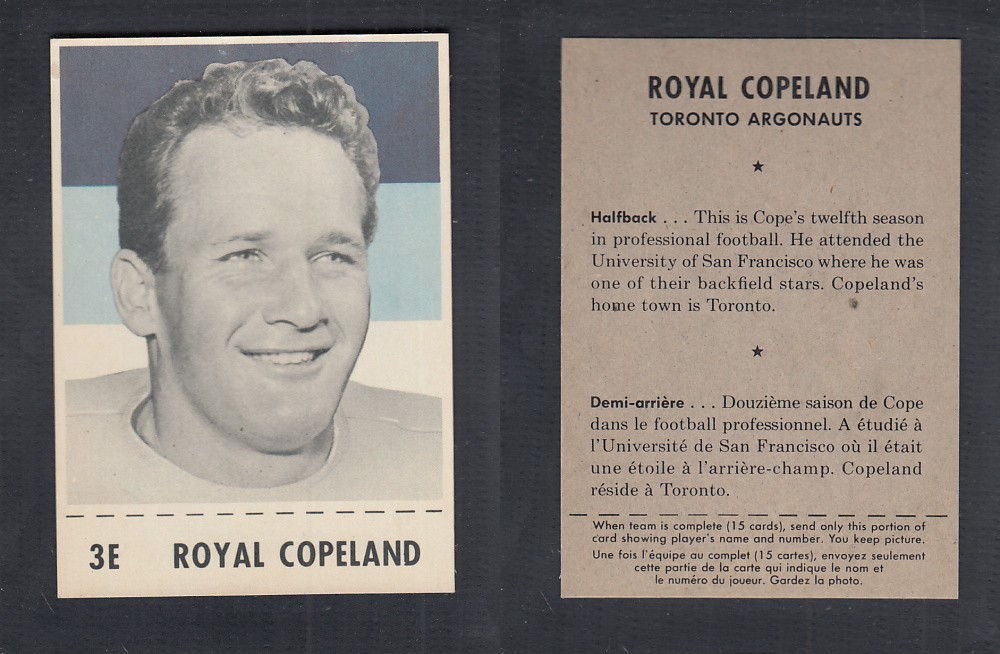 3E ROYAL COPELAND
ROYAL COPELAND
TORONTO ARGONAUTS
Halfback . . . This is Cope's twelfth season
in professional football. He attended the
University of San Francisco where he was
one of their backfield stars. Copeland's
home town is Toronto.
Demi-arrière . . . Douzième saison de Cope
dans le football professionnel. A étudié à
l'Université de San Francisco où il était
une étoile à l'arrière-champ. Copeland
réside à Toronto.
When team is complete (15 cards), send only this portion of
card showing player's name and number. You keep picture.
Une fois l'équipe au complet (15 cartes), envoyez seulement
cette partie de la carte qui indique le nom et
le numéro du joueur. Gardez la photo.